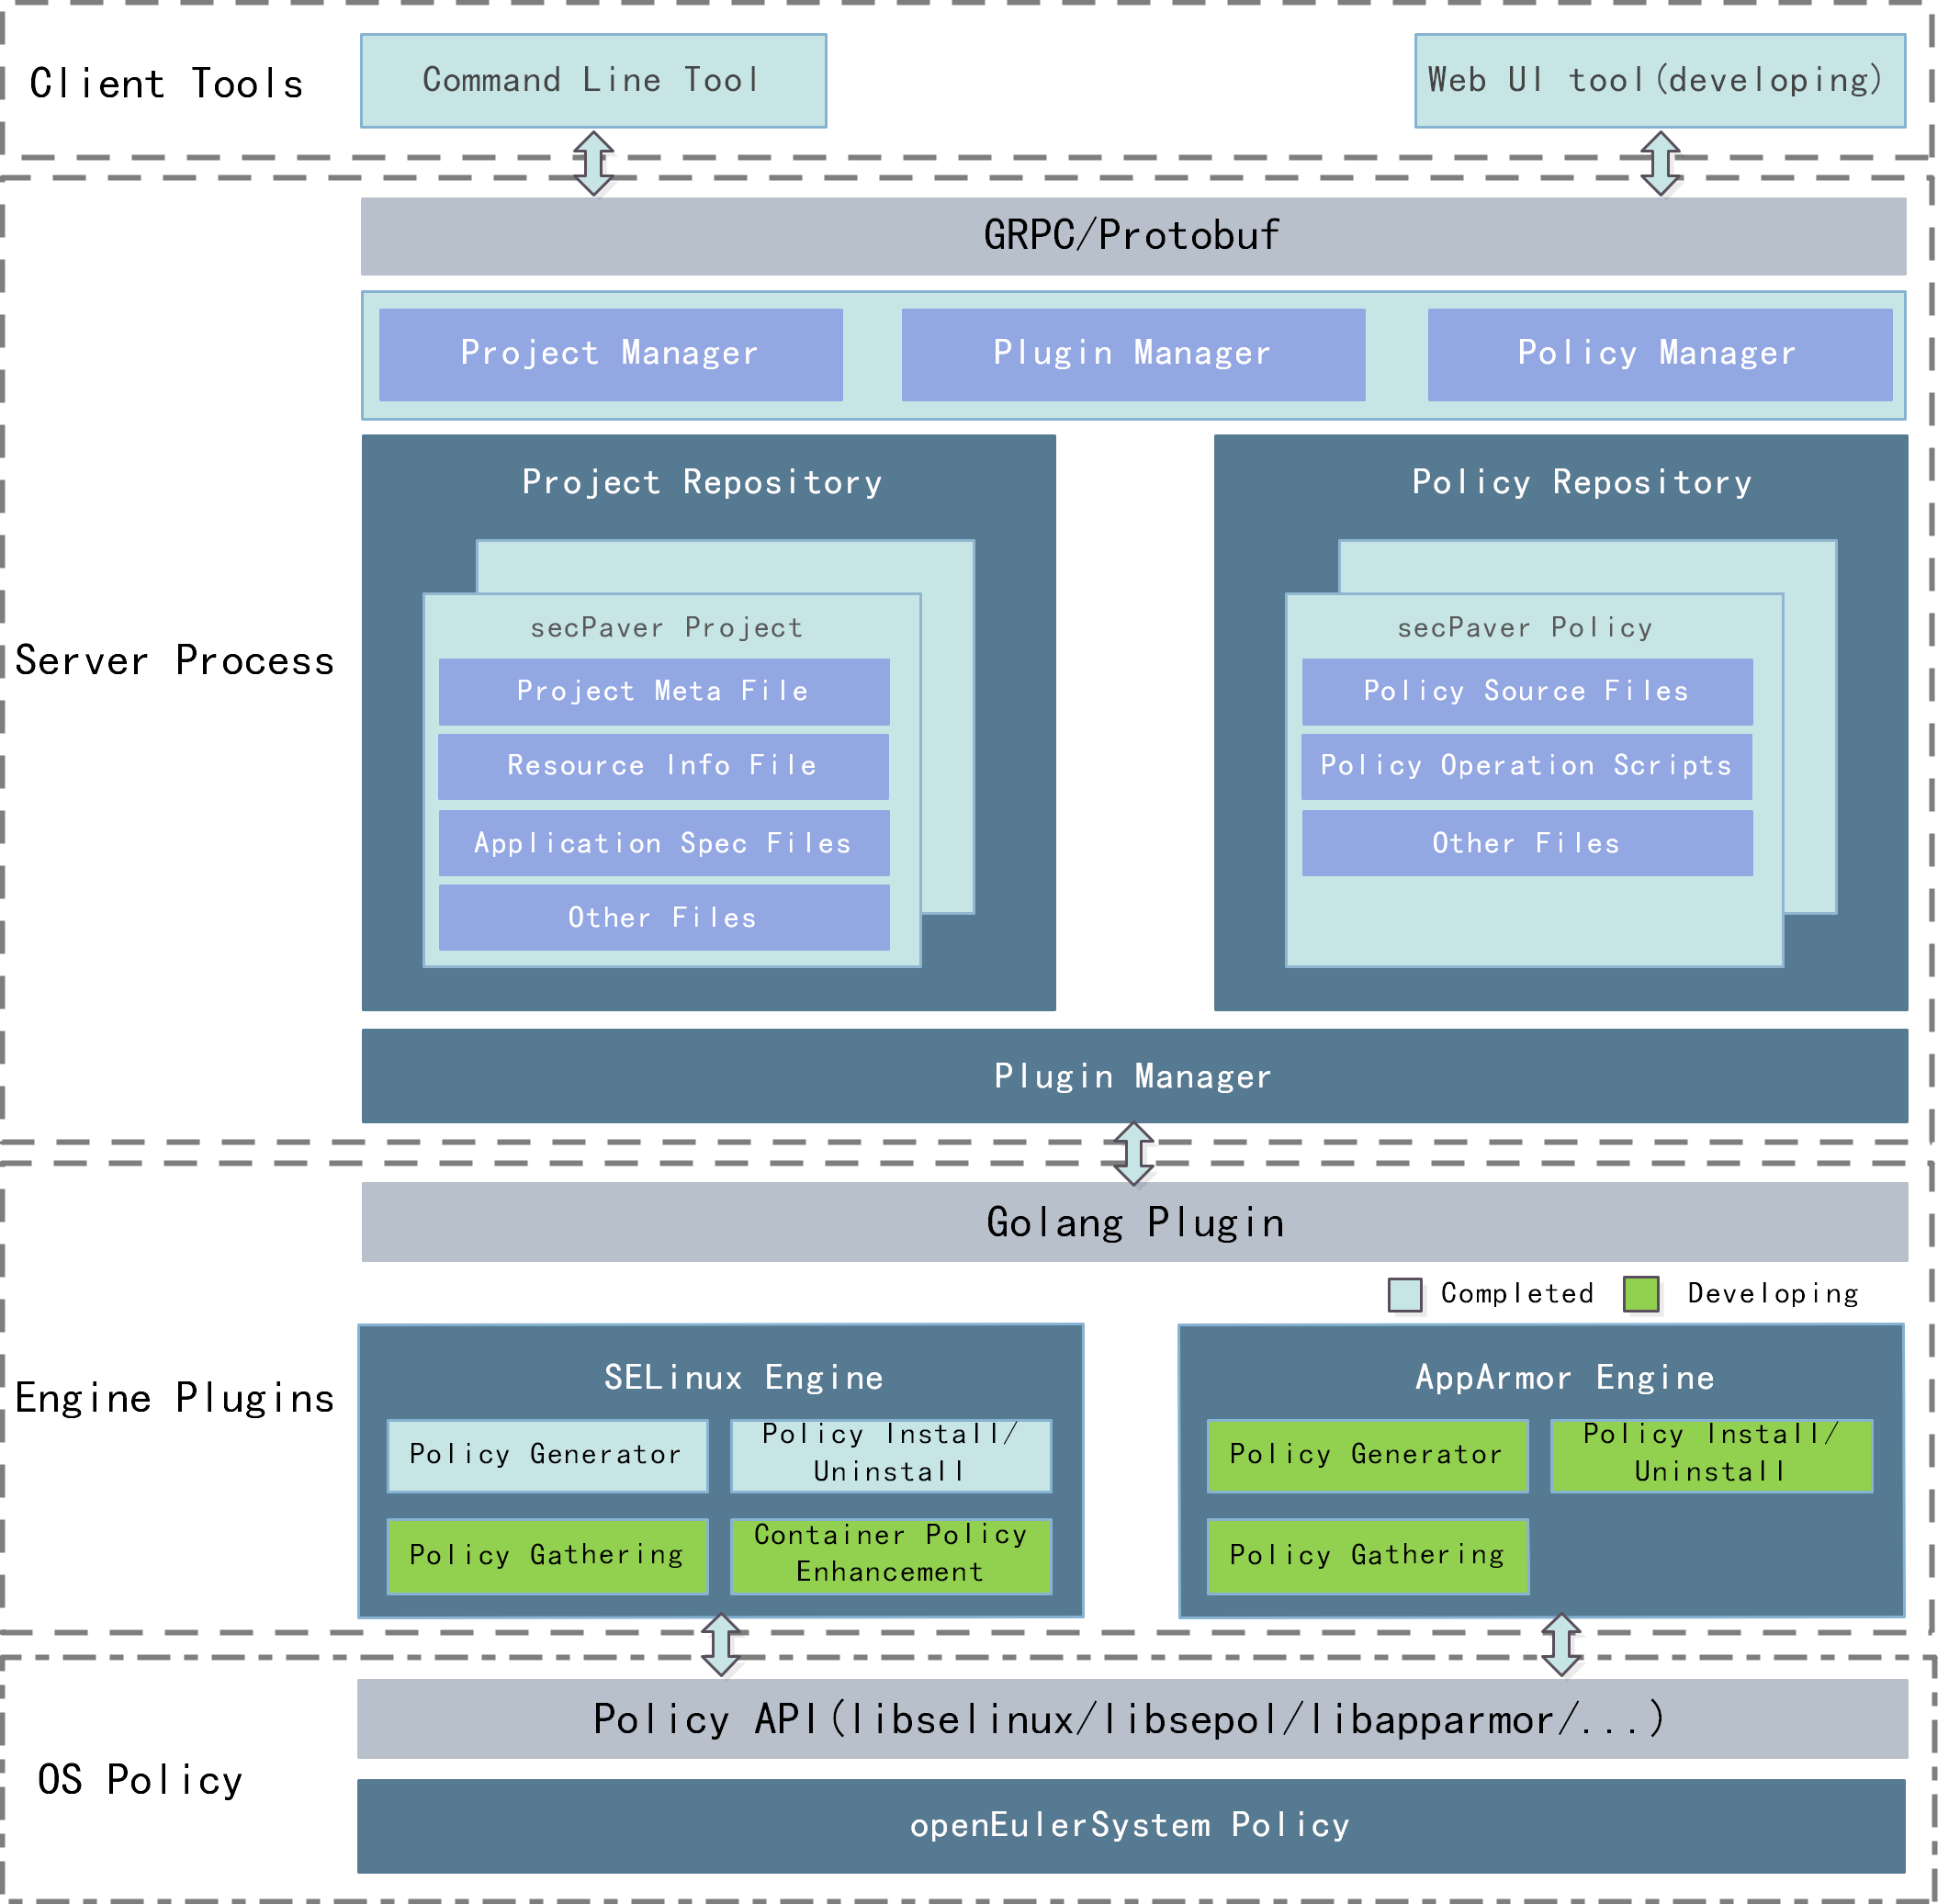 Client Tools
Command Line Tool
Web UI tool(developing)
GRPC/Protobuf
Project Manager
Plugin Manager
Policy Manager
Server Process
Project Repository
secPaver Project
Project Meta File
Resource Info File
Application Spec Files
Other Files
Policy Repository
secPaver Policy
Policy Source Files
Policy Operation Scripts
Other Files
Plugin Manager
Golang Plugin
Completed
Developing
Engine Plugins
SELinux Engine
Policy Generator
Policy Install/
Uninstall
Policy Gathering
Container Policy
Enhancement
AppArmor Engine
Policy Generator
Policy Install/
Uninstall
Policy Gathering
OS Policy
Policy API(libselinux/libsepol/libapparmor/...)
openEulerSystem Policy